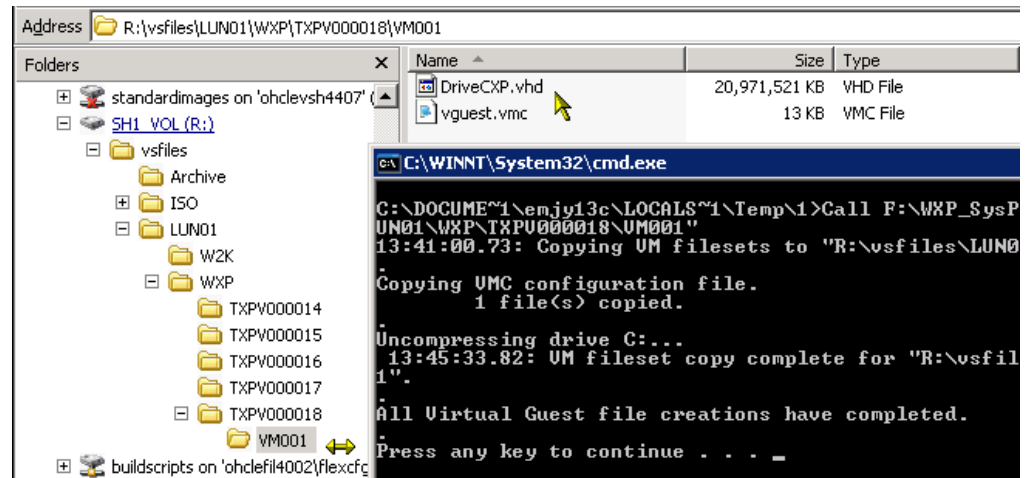 Address R:\vsfiles\LUN01\WXP\TXPV000018\VM001
Folders x
standardimages on 'ohclevsh4407' (
SH1_VOL (R:)
vsfiles
Archive
ISO
LUN01
W2K
WXP
TXPV000014
TXPV000015
TXPV000016
TXPV000017
TXPV000018
VM001
buildscripts on 'ohclefil4002\flexcfg
Name Size Type
DriveCXP.vhd 20,971,521 KB VHD File
vguest.vmc 13 KB VMC File
C:\WINNT\System32\cmd.exe
C:\DOCUME~1\emjy13c\LOCALS~1\Temp\1>Call F:\WXP_SysP
UN01\WXP\TXPV000018\VM001"
13:41:00.73: Copying VM filesets to "R:\vsfiles\LUN0
.
Copying VMC configuration file.
1 file(s) copied.
.
Uncompressing drive C:...
13:45:33.82: VM fileset copy complete for "R:\vsfil
1".
.
All Virtual Guest file creations have completed.
.
Press any key to continue . . . _